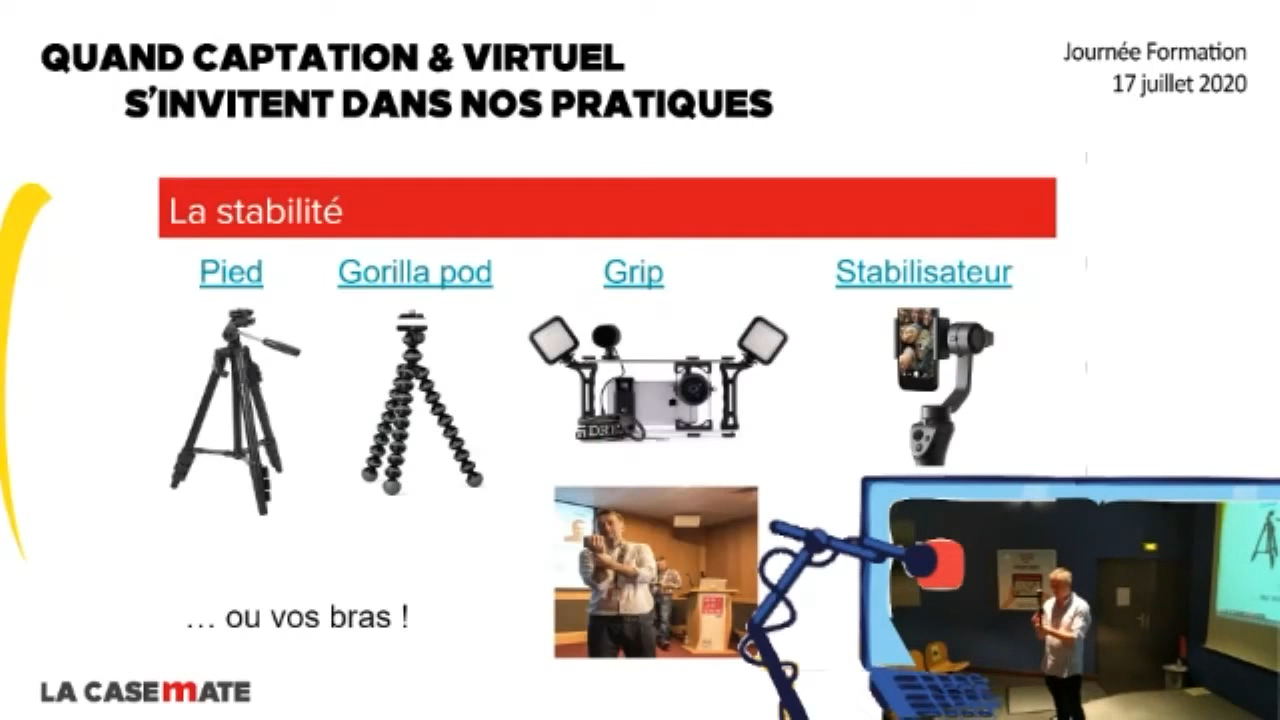 QUAND CAPTATION & VIRTUEL
S'INVITENT DANS NOS PRATIQUES
Journée Formation
17 juillet 2020
La stabilité
Pied
Gorilla pod
Grip
Stabilisateur
… ou vos bras !
LA CASEMATE